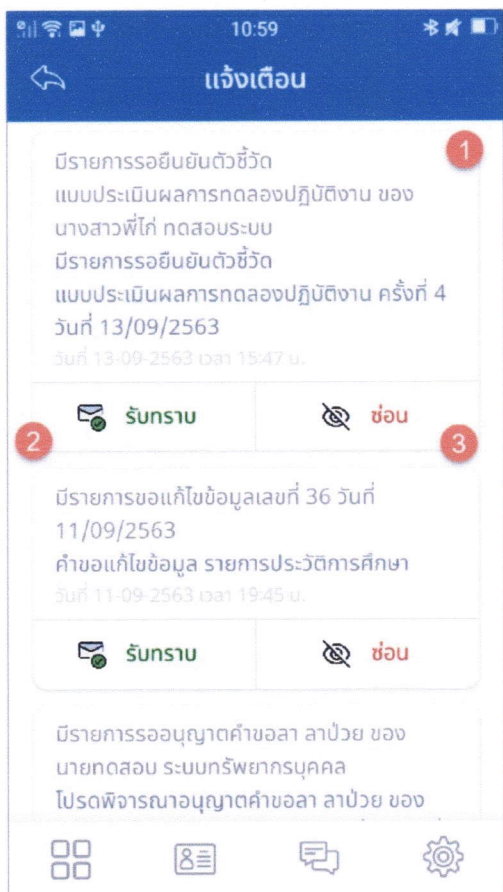 10:59
แจ้งเตือน
1
มีรายการรอยืนยันตัวชี้วัด
แบบประเมินผลการทดลองปฏิบัติงาน ของ
นางสาวพี่ไก่ ทดสอบระบบ
มีรายการรอยืนยันตัวชี้วัด
แบบประเมินผลการทดลองปฏิบัติงาน ครั้งที่ 4
วันที่ 13/09/2563
วันที่ 13-09-2563 เวลา 15:47 น.
รับทราบ ซ่อน
2 3
มีรายการขอแก้ไขข้อมูลเลขที่ 36 วันที่
11/09/2563
คำขอแก้ไขข้อมูล รายการประวัติการศึกษา
วันที่ 11-09-2563 เวลา 19:45 น.
รับทราบ ซ่อน
มีรายการรออนุญาตคำขอลา ลาป่วย ของ
นายทดสอบ ระบบทรัพยากรบุคคล
โปรดพิจารณาอนุญาตคำขอลา ลาป่วย ของ